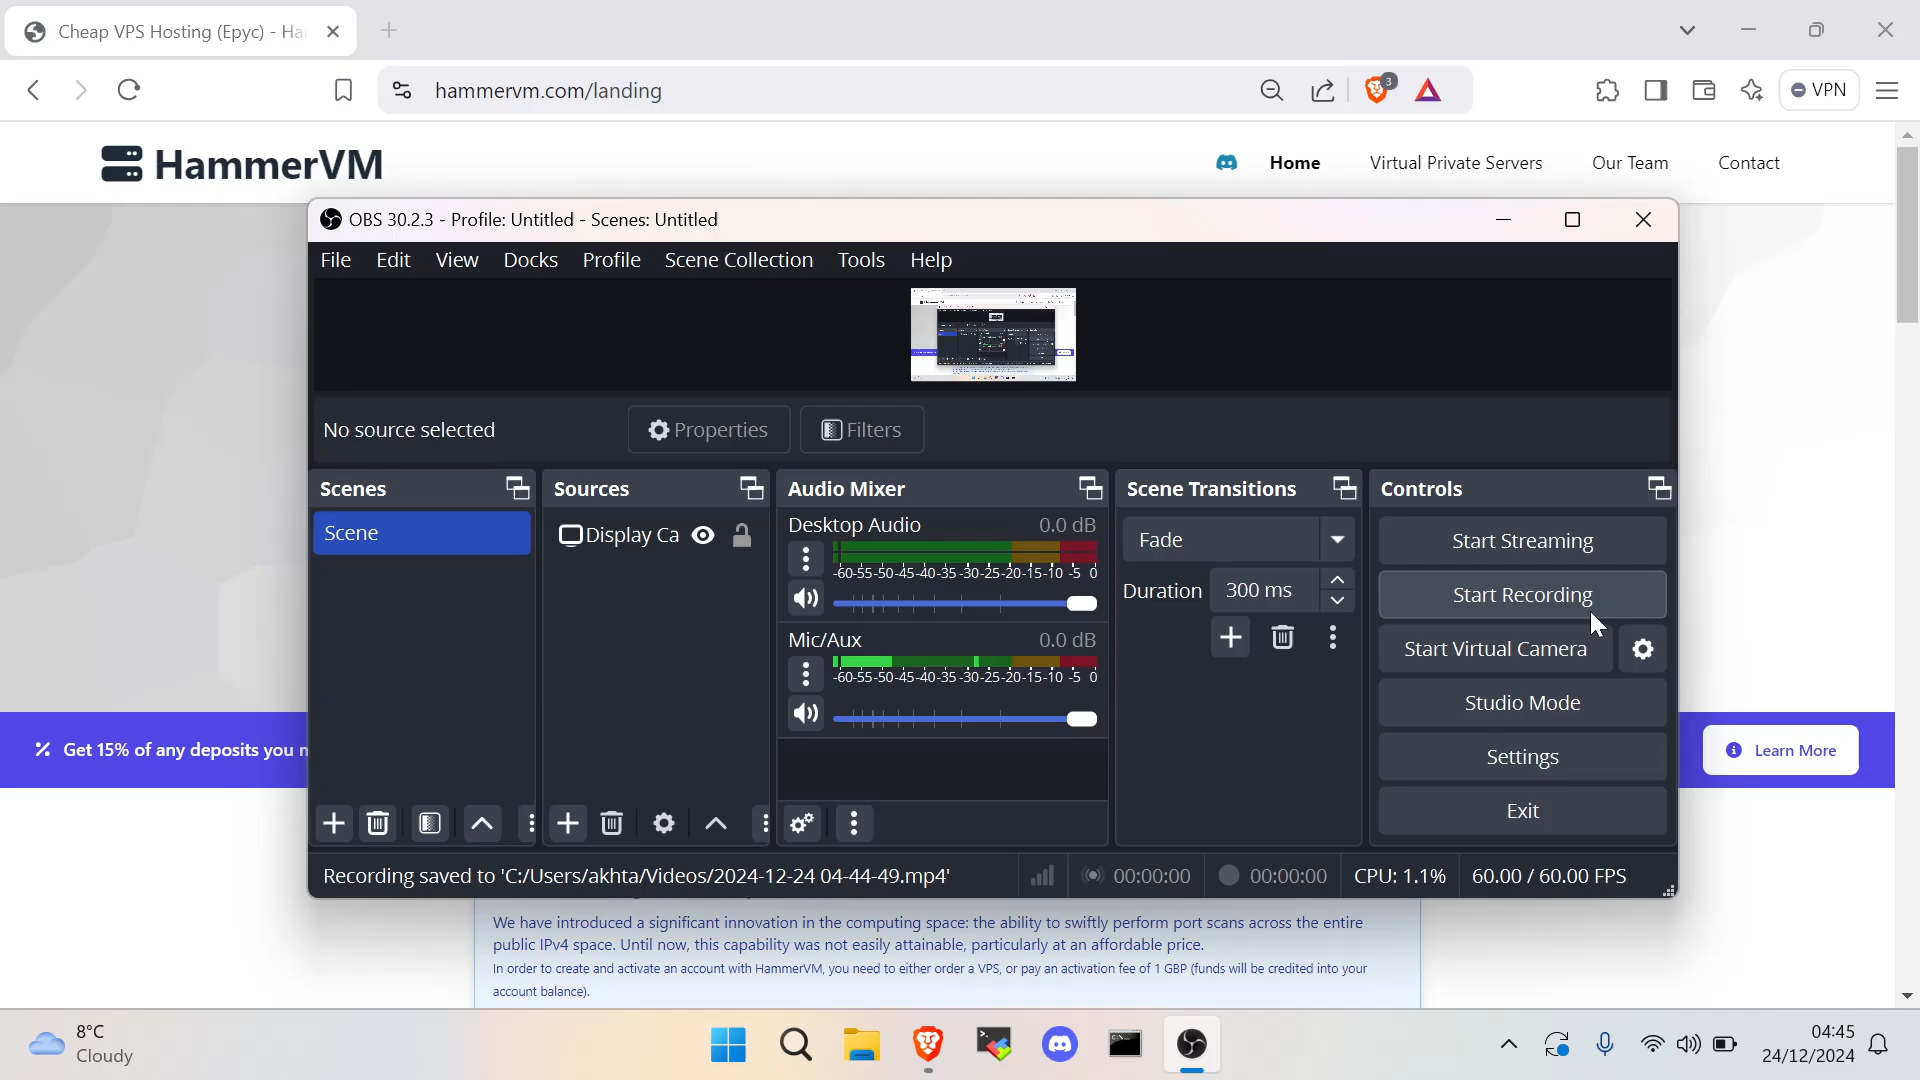 Cheap VPS Hosting (Epyc) - Ha
hammervm.com/landing
3
VPN
HammerVM
Home
Virtual Private Servers
Our Team
Contact
OBS 30.2.3 - Profile: Untitled - Scenes: Untitled
File Edit View Docks Profile Scene Collection Tools Help
No source selected
Properties
Filters
Scenes
Sources
Audio Mixer
Scene Transitions
Controls
Scene
Display Ca
Desktop Audio 0.0 dB
-60-55-50-45-40-35-30-25-20-15-10 -5 0
Mic/Aux 0.0 dB
-60-55-50-45-40-35-30-25-20-15-10 -5 0
Fade
Duration 300 ms
Start Streaming
Start Recording
Start Virtual Camera
Studio Mode
Settings
Exit
Get 15% of any deposits you
Learn More
Recording saved to 'C:/Users/akhta/Videos/2024-12-24 04-44-49.mp4'
00:00:00
00:00:00
CPU: 1.1%
60.00 / 60.00 FPS
We have introduced a significant innovation in the computing space: the ability to swiftly perform port scans across the entire
public IPv4 space. Until now, this capability was not easily attainable, particularly at an affordable price.
In order to create and activate an account with HammerVM, you need to either order a VPS, or pay an activation fee of 1 GBP (funds will be credited into your
account balance).
8°C
Cloudy
04:45
24/12/2024